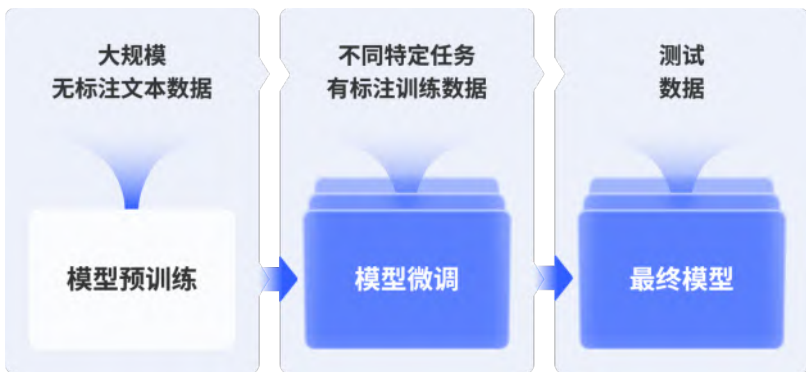 大规模
无标注文本数据
不同特定任务
有标注训练数据
测试
数据
模型预训练
模型微调
最终模型